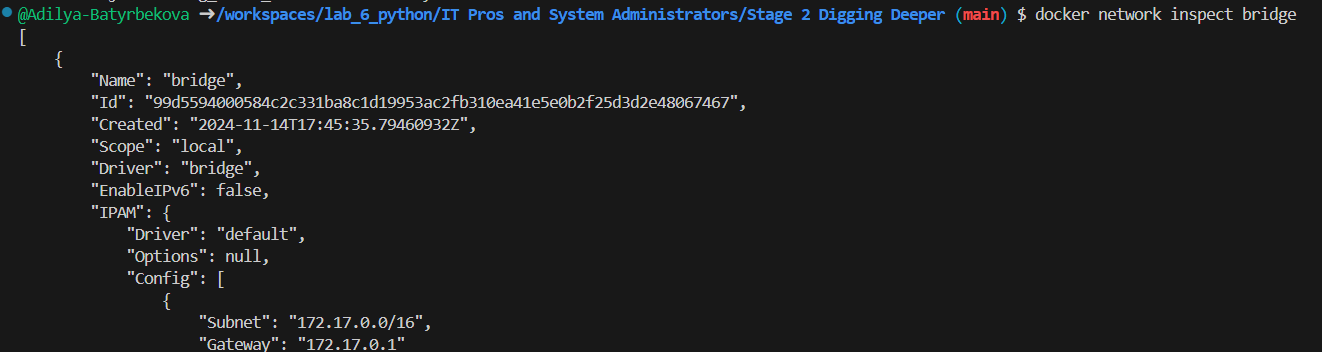 @Adilya-Batyrbekova ➜/workspaces/lab_6_python/IT Pros and System Administrators/Stage 2 Digging Deeper (main) $ docker network inspect bridge
[
    {
        "Name": "bridge",
        "Id": "99d5594000584c2c331ba8c1d19953ac2fb310ea41e5e0b2f25d3d2e48067467",
        "Created": "2024-11-14T17:45:35.79460932Z",
        "Scope": "local",
        "Driver": "bridge",
        "EnableIPv6": false,
        "IPAM": {
            "Driver": "default",
            "Options": null,
            "Config": [
                {
                    "Subnet": "172.17.0.0/16",
                    "Gateway": "172.17.0.1"